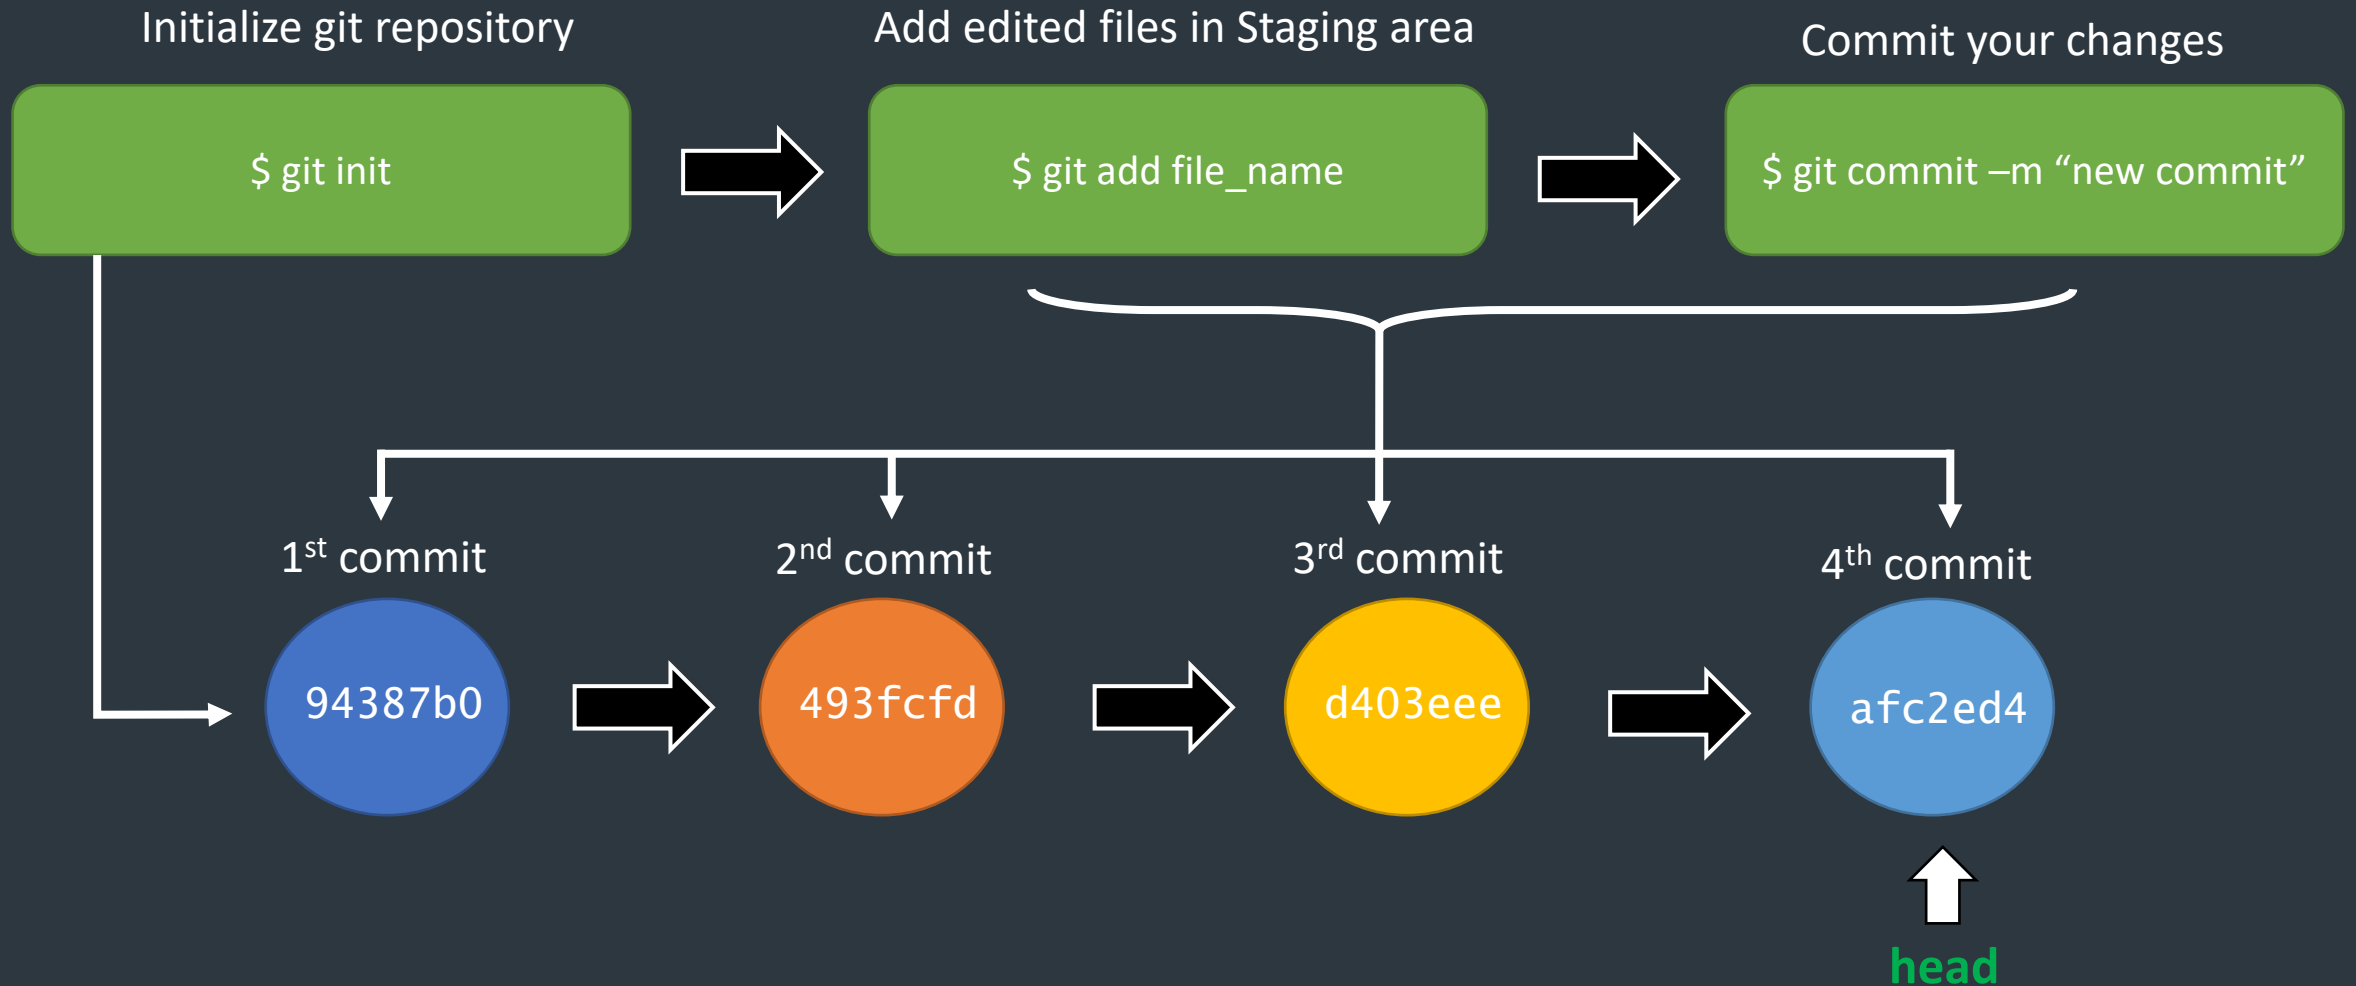 Initialize git repository
Add edited files in Staging area
Commit your changes
$ git init
$ git add file_name
$ git commit –m “new commit”
1st commit
2nd commit
3rd commit
4th commit
94387b0
493fcfd
d403eee
afc2ed4
head